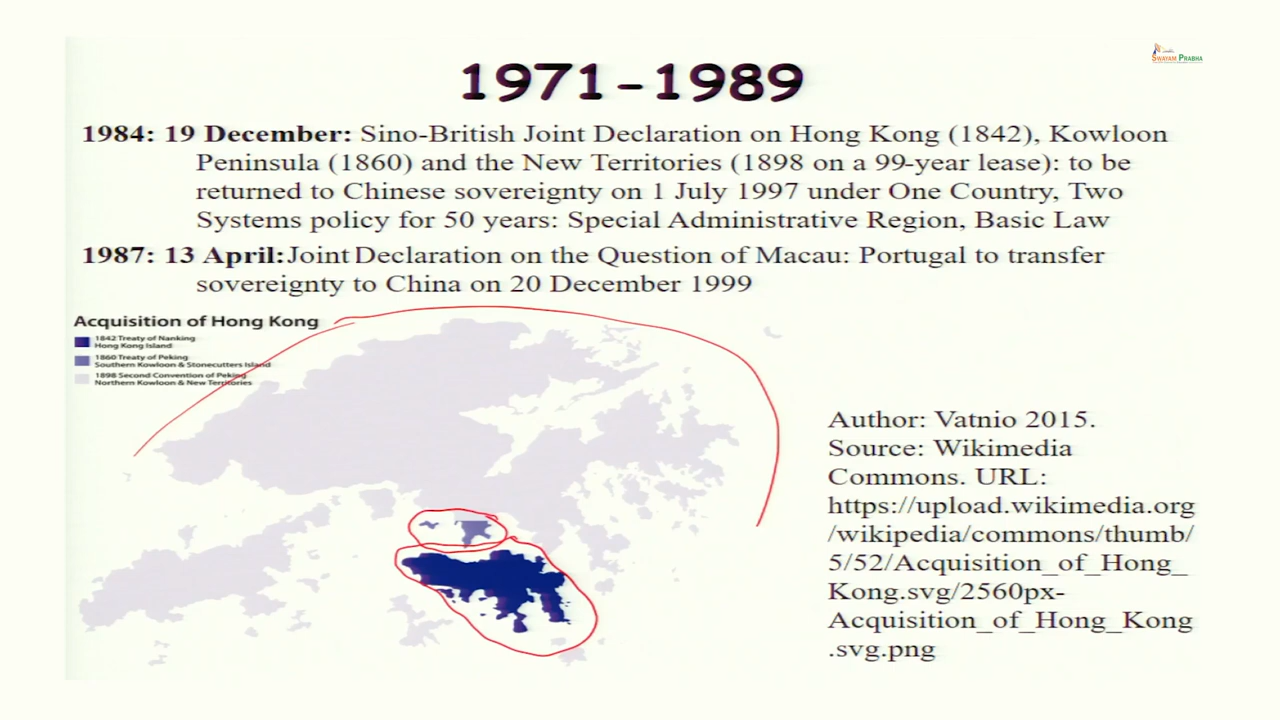 SWAYAM PRABHA
1971-1989
1984: 19 December: Sino-British Joint Declaration on Hong Kong (1842), Kowloon
Peninsula (1860) and the New Territories (1898 on a 99-year lease): to be
returned to Chinese sovereignty on 1 July 1997 under One Country, Two
Systems policy for 50 years: Special Administrative Region, Basic Law
1987: 13 April: Joint Declaration on the Question of Macau: Portugal to transfer
sovereignty to China on 20 December 1999
Acquisition of Hong Kong
1842 Treaty of Nanking
Hong Kong Island
1860 Treaty of Peking
Southern Kowloon & Stonecutters Island
1898 Second Convention of Peking
Northern Kowloon & New Territories
Author: Vatnio 2015.
Source: Wikimedia
Commons. URL:
https://upload.wikimedia.org
/wikipedia/commons/thumb/
5/52/Acquisition_of_Hong_
Kong.svg/2560px-
Acquisition_of_Hong_Kong
.svg.png